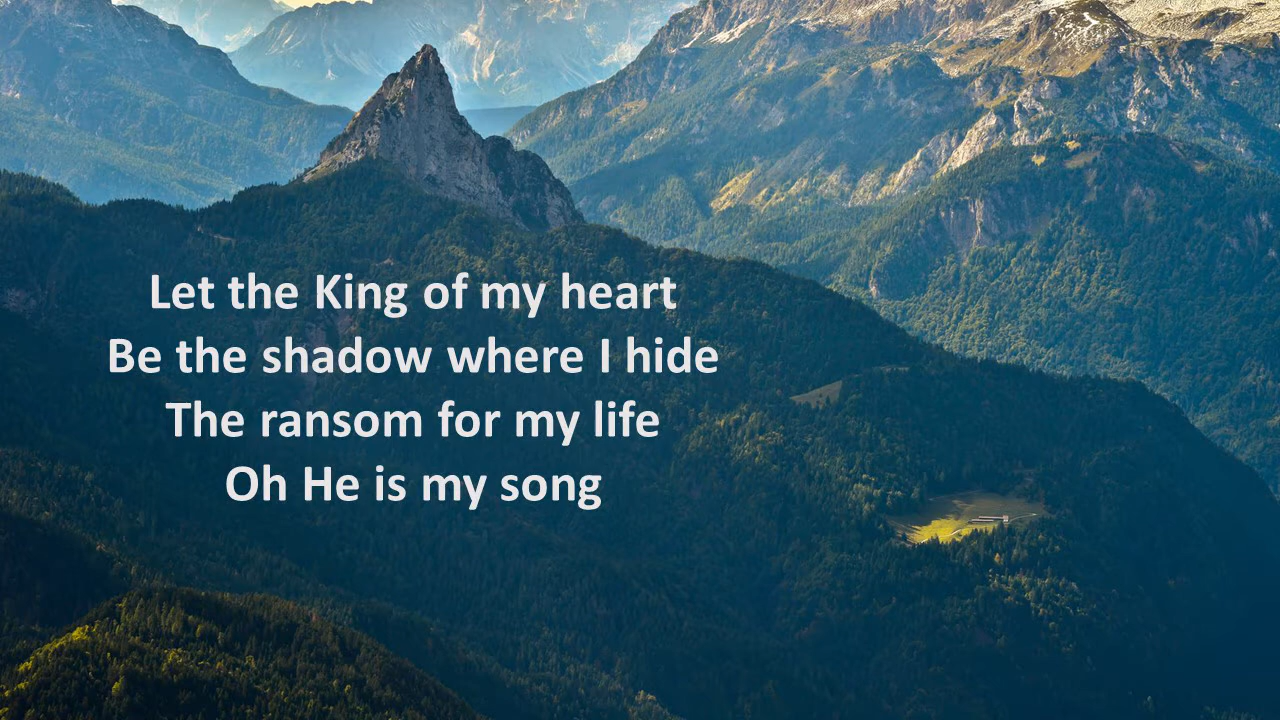 Let the King of my heart
Be the shadow where I hide
The ransom for my life
Oh He is my song